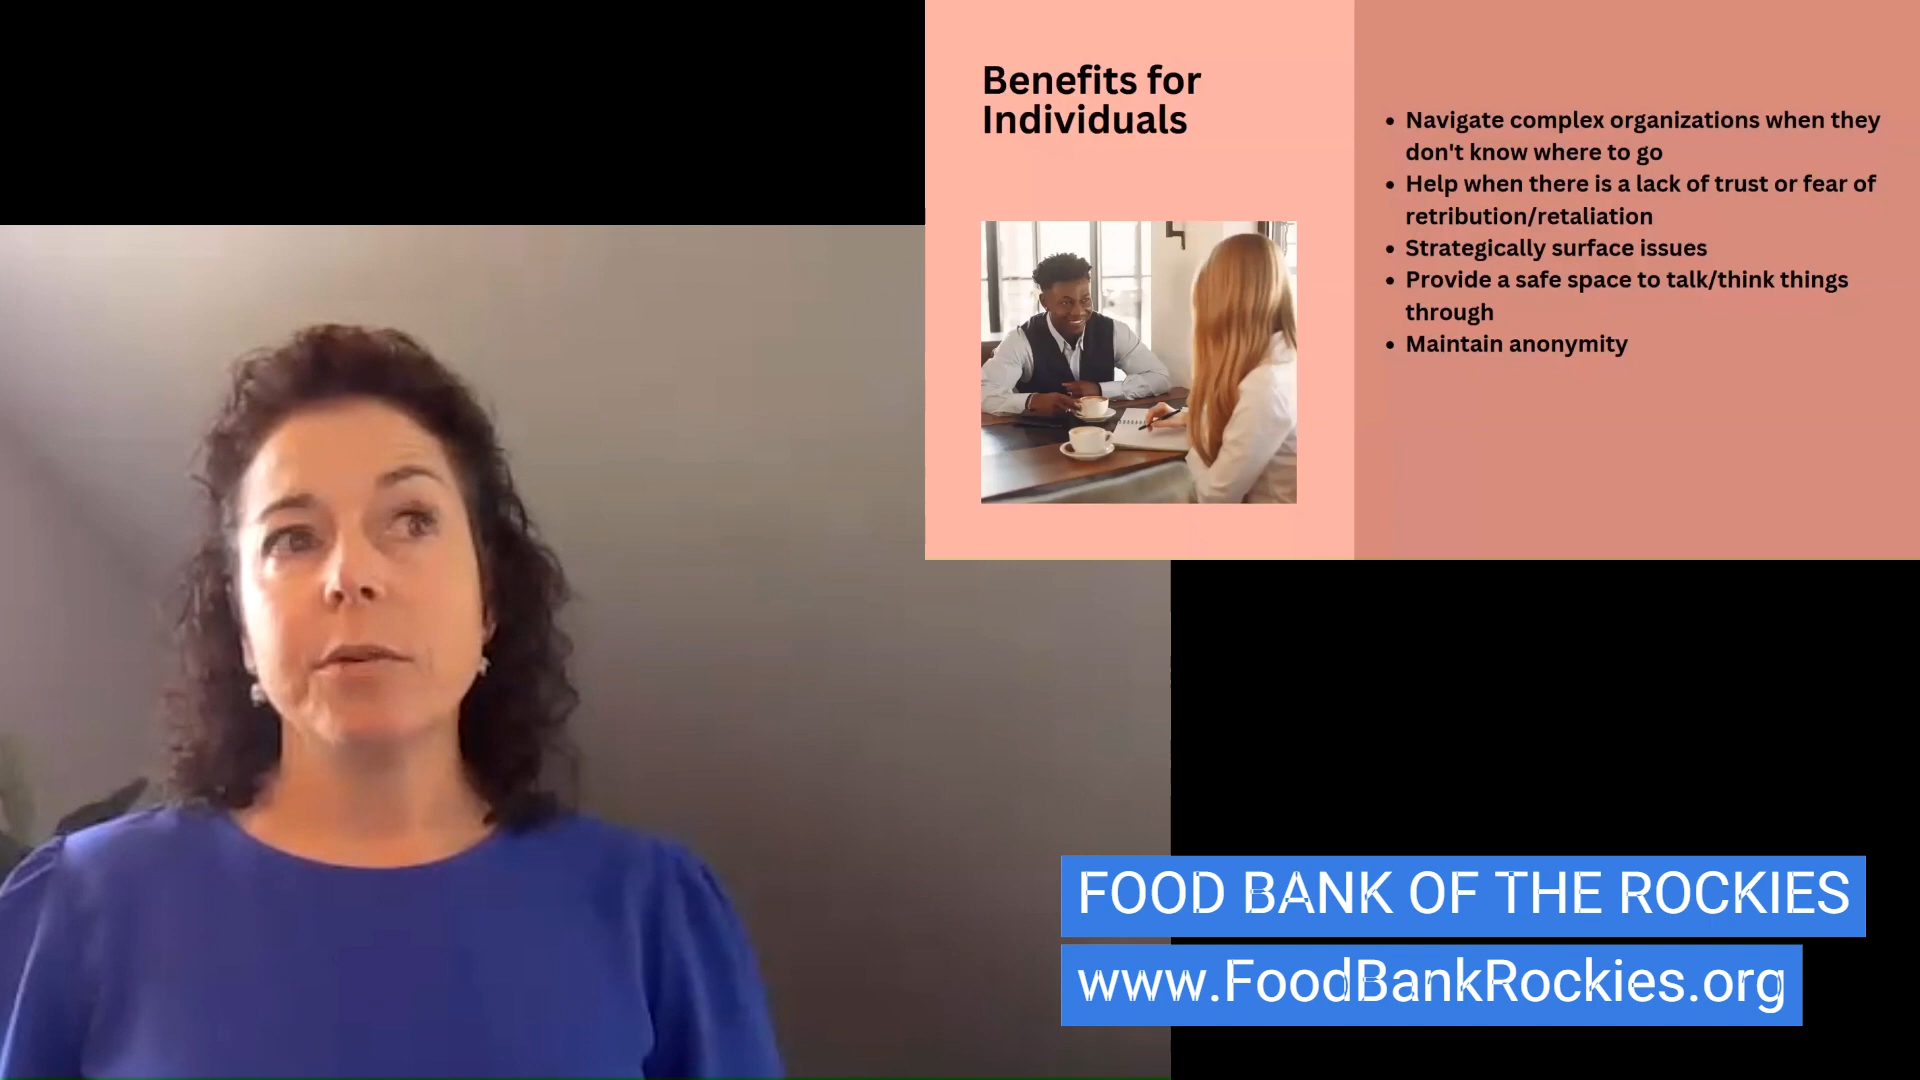 Benefits for
Individuals
• Navigate complex organizations when they
don't know where to go
• Help when there is a lack of trust or fear of
retribution/retaliation
• Strategically surface issues
• Provide a safe space to talk/think things
through
• Maintain anonymity
FOOD BANK OF THE ROCKIES
www.FoodBankRockies.org